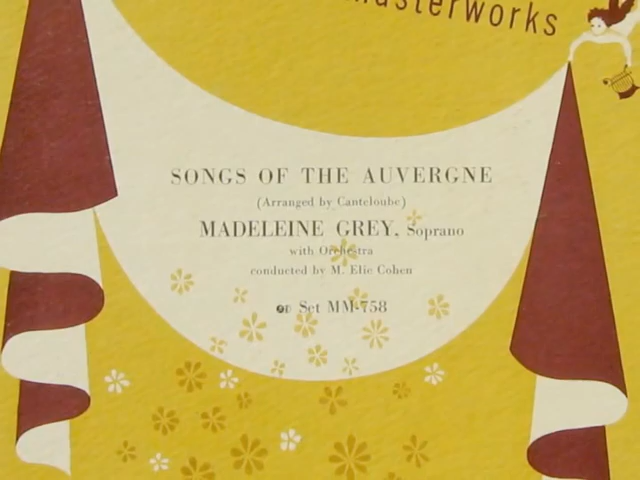 masterworks
SONGS OF THE AUVERGNE
(Arranged by Canteloube)
MADELEINE GREY, Soprano
with Orchestra
conducted by M. Elie Cohen
Set MM-758